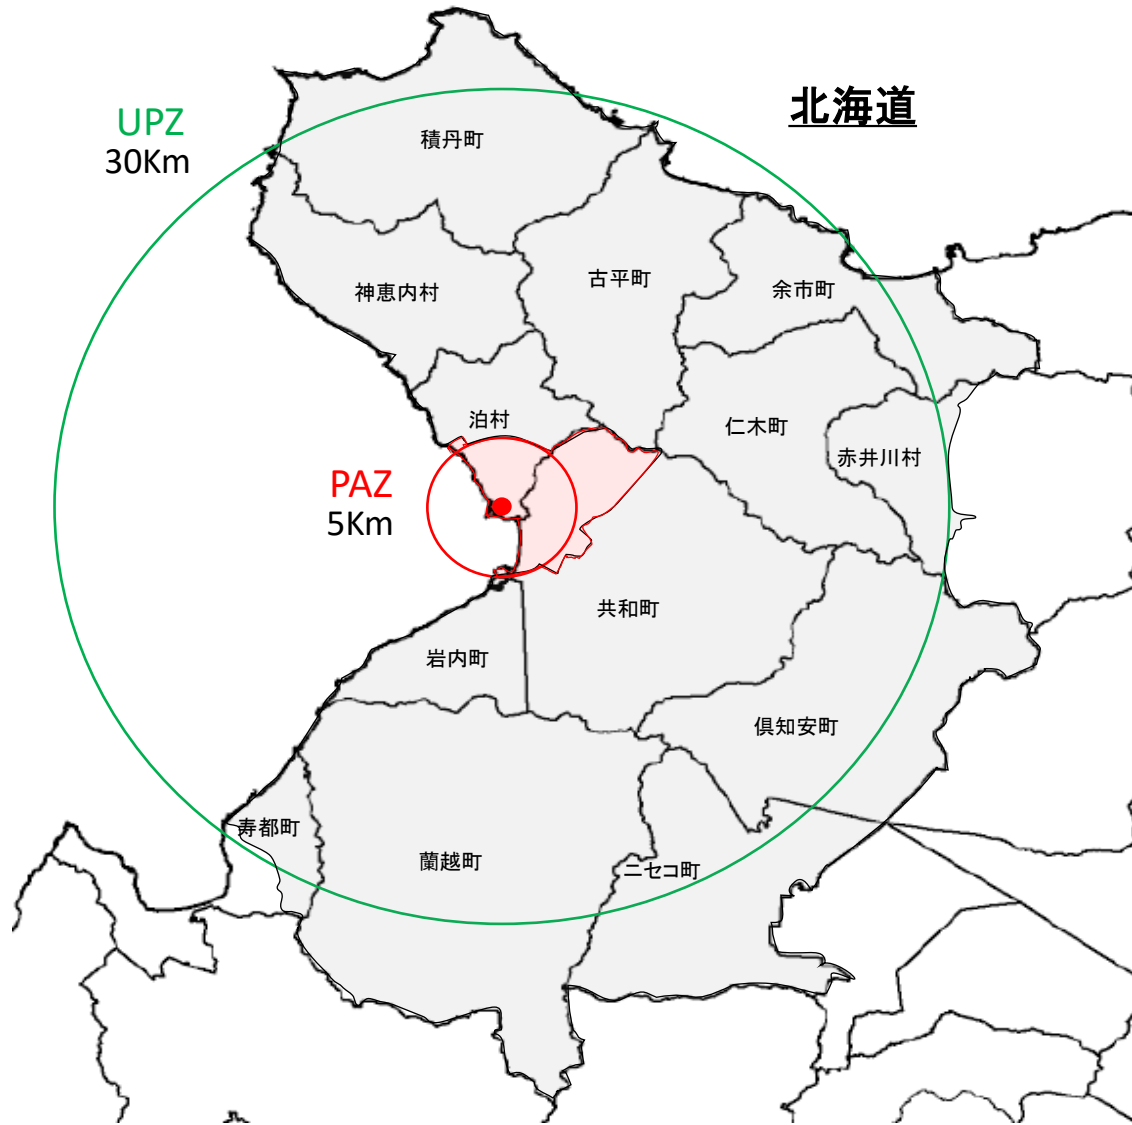 北海道
UPZ
30Km
積丹町
古平町
神恵内村
余市町
泊村
仁木町
赤井川村
PAZ
5Km
共和町
岩内町
倶知安町
寿都町
蘭越町
ニセコ町